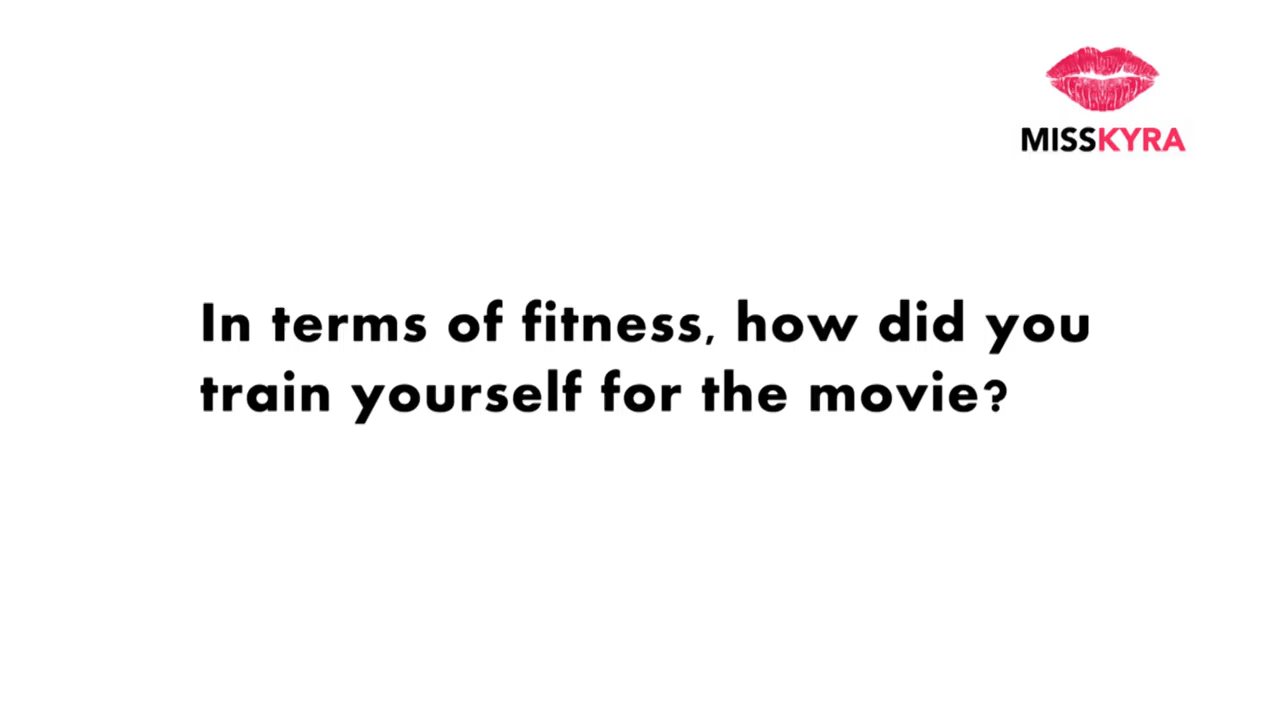 MISSKYRA
In terms of fitness, how did you
train yourself for the movie?